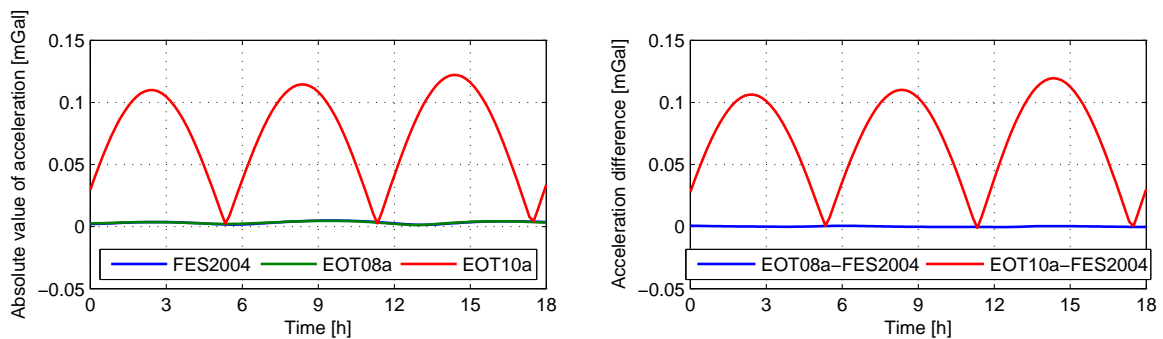 Absolute value of acceleration [mGal]
0.15
0.1
0.05
0
−0.05
FES2004 EOT08a EOT10a
0 3 6 9 12 15 18
Time [h]
Acceleration difference [mGal]
0.15
0.1
0.05
0
−0.05
EOT08a−FES2004 EOT10a−FES2004
0 3 6 9 12 15 18
Time [h]